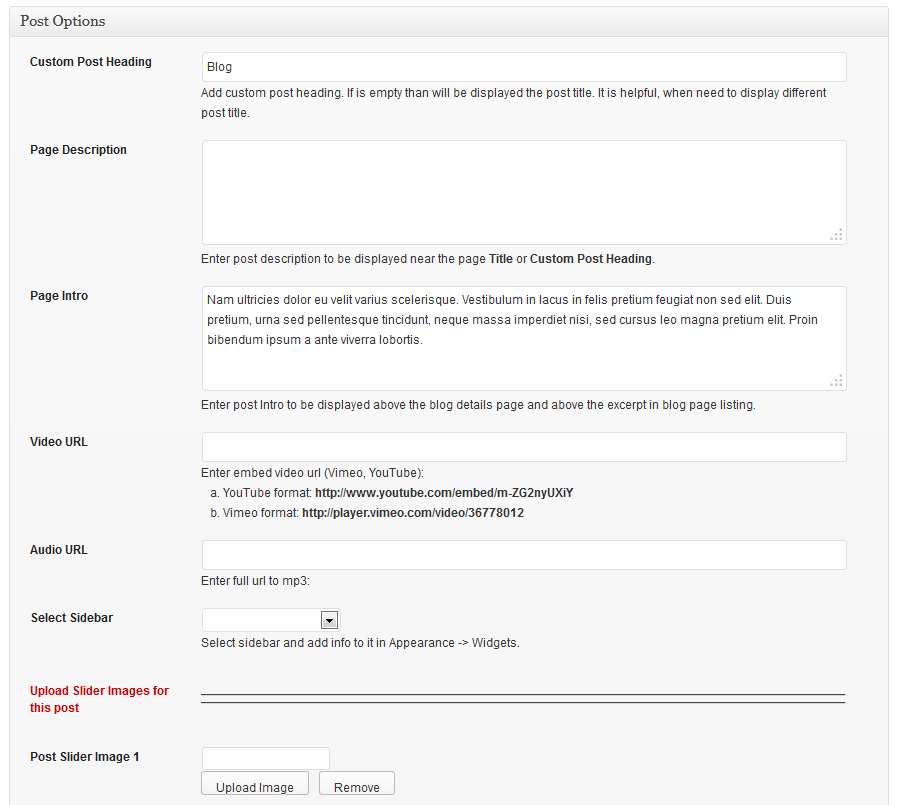 Post Options
Custom Post Heading
Blog
Add custom post heading. If is empty than will be displayed the post title. It is helpful, when need to display different
post title.
Page Description
Enter post description to be displayed near the page Title or Custom Post Heading.
Page Intro
Nam ultricies dolor eu velit varius scelerisque. Vestibulum in lacus in felis pretium feugiat non sed elit. Duis
pretium, urna sed pellentesque tincidunt, neque massa imperdiet nisi, sed cursus leo magna pretium elit. Proin
bibendum ipsum a ante viverra lobortis.
Enter post Intro to be displayed above the blog details page and above the excerpt in blog page listing.
Video URL
Enter embed video url (Vimeo, YouTube):
a. YouTube format: http://www.youtube.com/embed/m-ZG2nyUXiY
b. Vimeo format: http://player.vimeo.com/video/36778012
Audio URL
Enter full url to mp3:
Select Sidebar
Select sidebar and add info to it in Appearance -> Widgets.
Upload Slider Images for
this post
Post Slider Image 1
Upload Image
Remove